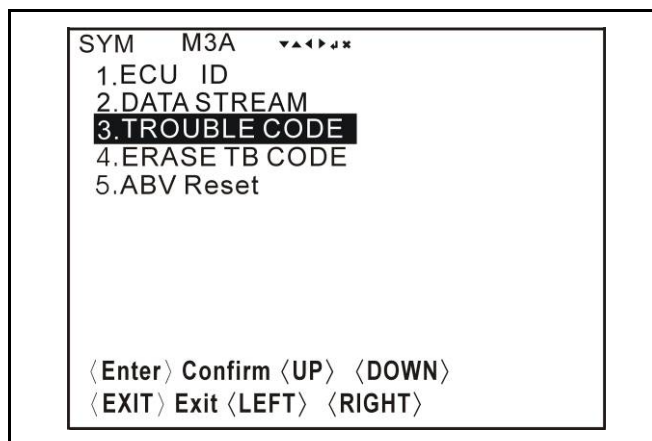 SYM M3A ▼▲◀▶↲✖
1.ECU ID
2.DATA STREAM
3.TROUBLE CODE
4.ERASE TB CODE
5.ABV Reset
〈Enter〉 Confirm 〈UP〉 〈DOWN〉
〈EXIT〉 Exit 〈LEFT〉 〈RIGHT〉